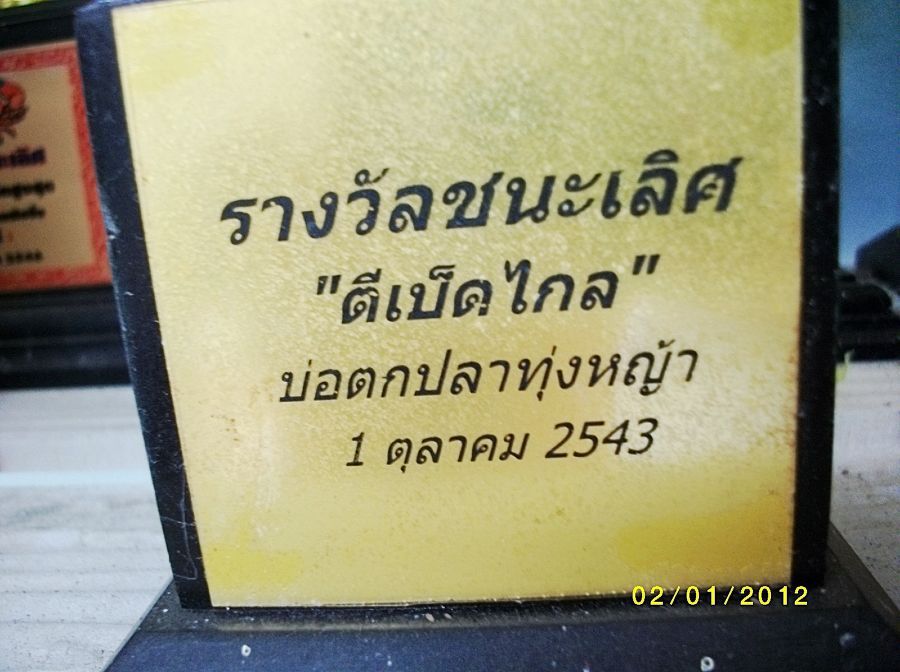 รางวัลชนะเลิศ
"ตีเบ็ดไกล"
บ่อตกปลาทุ่งหญ้า
1 ตุลาคม 2543
02/01/2012